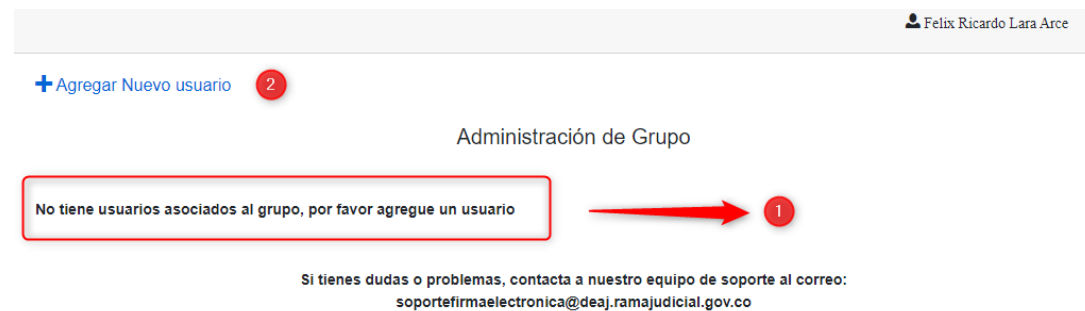 Felix Ricardo Lara Arce
Agregar Nuevo usuario 2
Administración de Grupo
No tiene usuarios asociados al grupo, por favor agregue un usuario 1
Si tienes dudas o problemas, contacta a nuestro equipo de soporte al correo:
soportefirmaelectronica@deaj.ramajudicial.gov.co